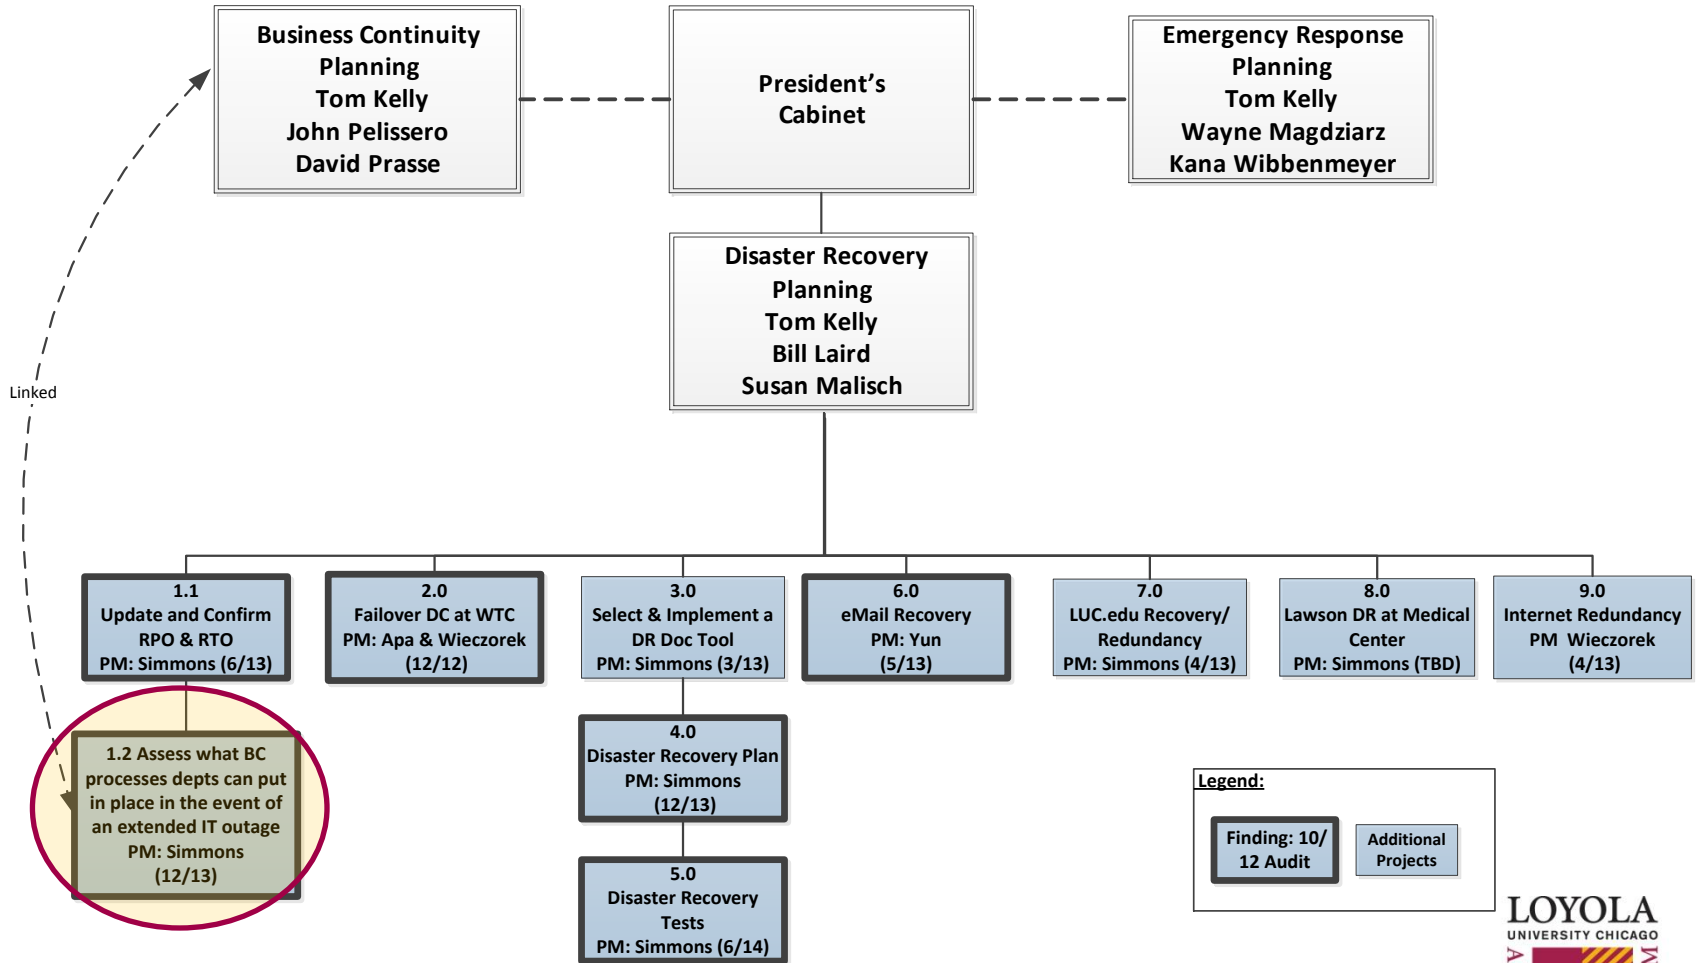 Business Continuity
Planning
Tom Kelly
John Pelissero
David Prasse
President’s
Cabinet
Emergency Response
Planning
Tom Kelly
Wayne Magdziarz
Kana Wibbenmeyer
Disaster Recovery
Planning
Tom Kelly
Bill Laird
Susan Malisch
Linked
1.1
Update and Confirm
RPO & RTO
PM: Simmons (6/13)
2.0
Failover DC at WTC
PM: Apa & Wieczorek
(12/12)
3.0
Select & Implement a
DR Doc Tool
PM: Simmons (3/13)
6.0
eMail Recovery
PM: Yun
(5/13)
7.0
LUC.edu Recovery/
Redundancy
PM: Simmons (4/13)
8.0
Lawson DR at Medical
Center
PM: Simmons (TBD)
9.0
Internet Redundancy
PM Wieczorek
(4/13)
1.2 Assess what BC
processes depts can put
in place in the event of
an extended IT outage
PM: Simmons
(12/13)
4.0
Disaster Recovery Plan
PM: Simmons
(12/13)
5.0
Disaster Recovery
Tests
PM: Simmons (6/14)
Legend:
Finding: 10/
12 Audit
Additional
Projects
LOYOLA
UNIVERSITY CHICAGO